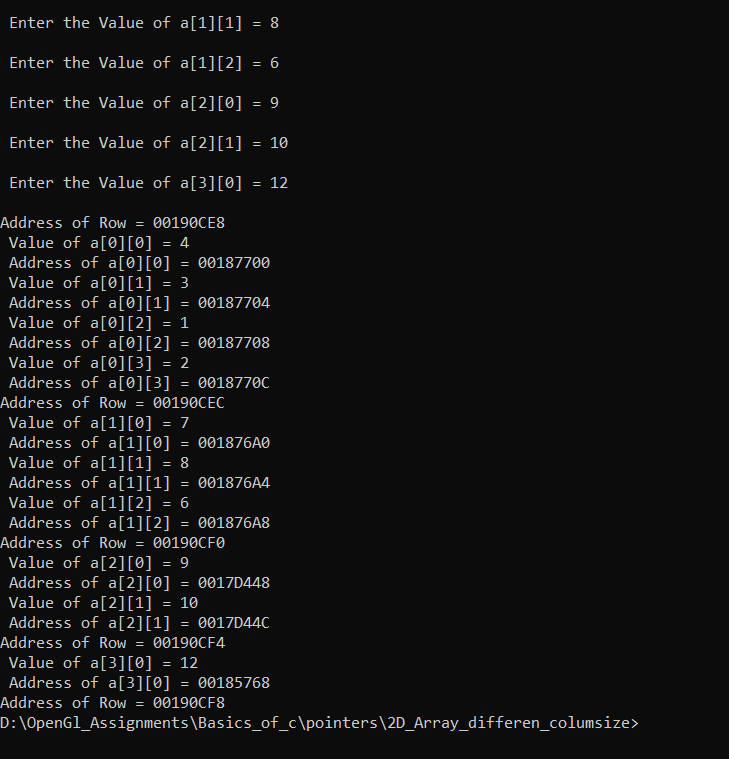 Enter the Value of a[1][1] = 8
Enter the Value of a[1][2] = 6
Enter the Value of a[2][0] = 9
Enter the Value of a[2][1] = 10
Enter the Value of a[3][0] = 12
Address of Row = 00190CE8
Value of a[0][0] = 4
Address of a[0][0] = 00187700
Value of a[0][1] = 3
Address of a[0][1] = 00187704
Value of a[0][2] = 1
Address of a[0][2] = 00187708
Value of a[0][3] = 2
Address of a[0][3] = 0018770C
Address of Row = 00190CEC
Value of a[1][0] = 7
Address of a[1][0] = 001876A0
Value of a[1][1] = 8
Address of a[1][1] = 001876A4
Value of a[1][2] = 6
Address of a[1][2] = 001876A8
Address of Row = 00190CF0
Value of a[2][0] = 9
Address of a[2][0] = 0017D448
Value of a[2][1] = 10
Address of a[2][1] = 0017D44C
Address of Row = 00190CF4
Value of a[3][0] = 12
Address of a[3][0] = 00185768
Address of Row = 00190CF8
D:\OpenGl_Assignments\Basics_of_c\pointers\2D_Array_differen_columsize>